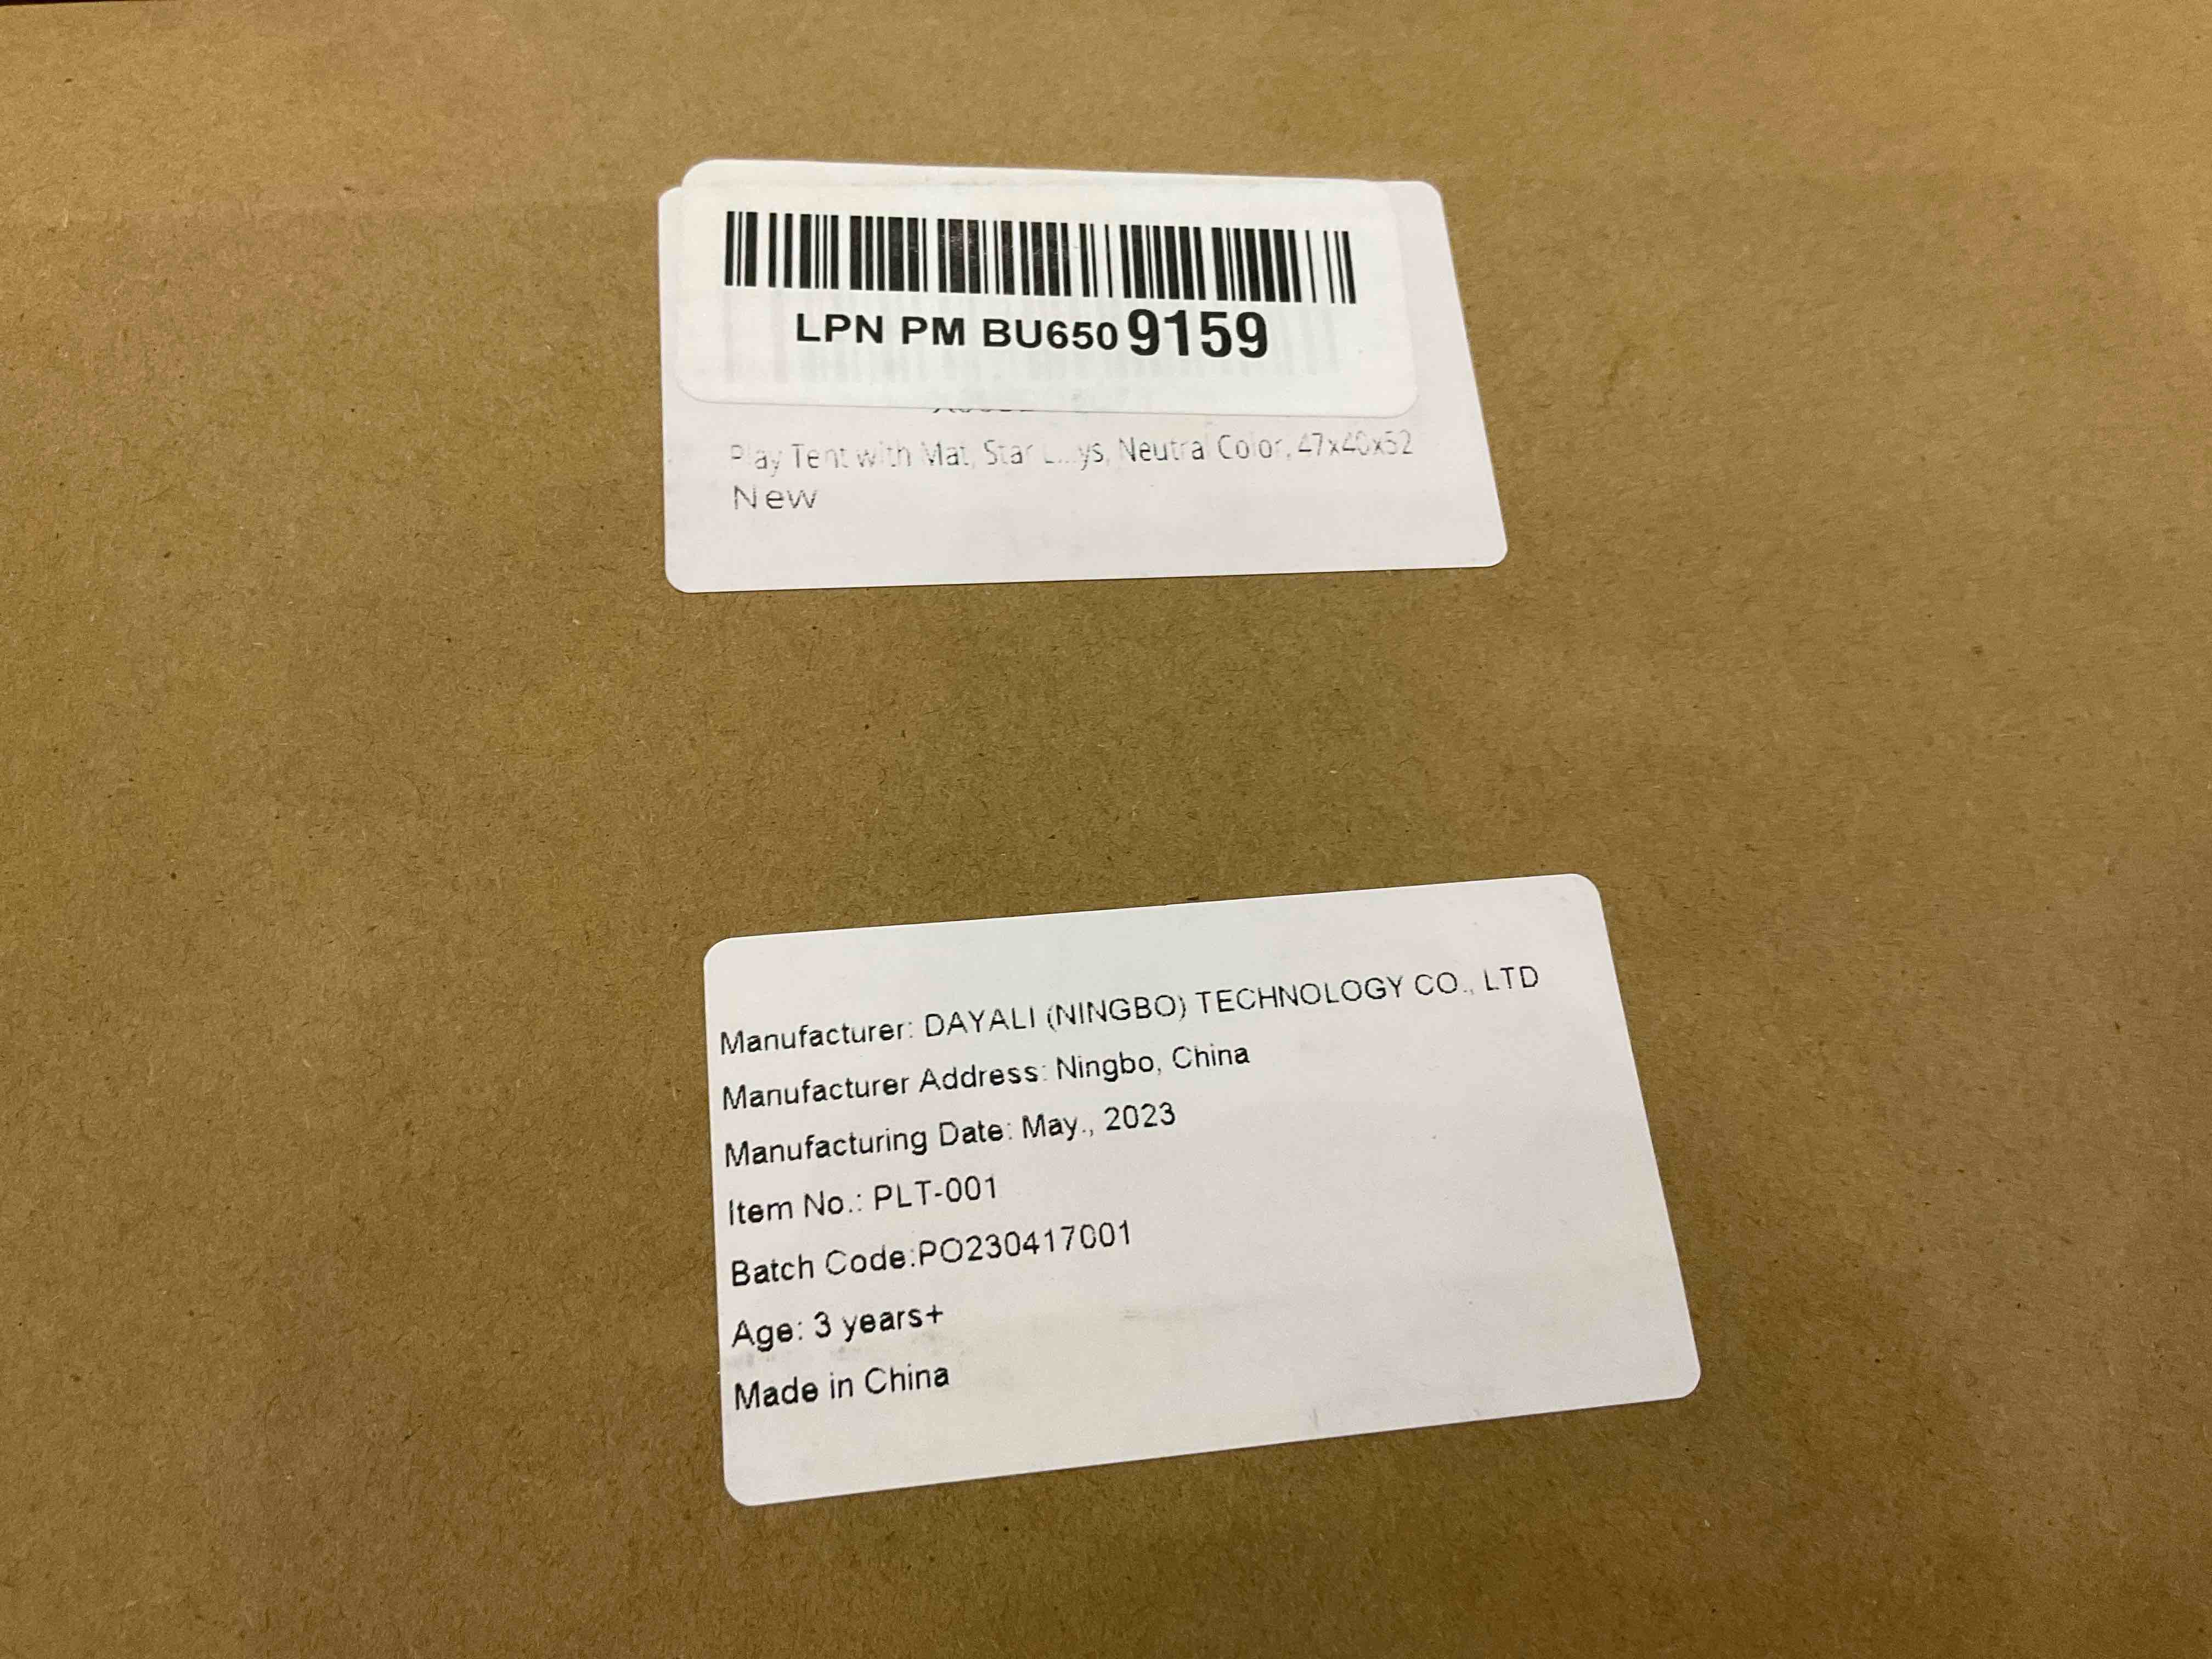 LPN PM BU650 9159
Play Tent with Mat, Star Neutral Color, 47x40x52
New
Manufacturer: DAYALI (NINGBO) TECHNOLOGY CO., LTD
Manufacturer Address: Ningbo, China
Manufacturing Date: May., 2023
Item No.: PLT-001
Batch Code:PO230417001
Age: 3 years+
Made in China